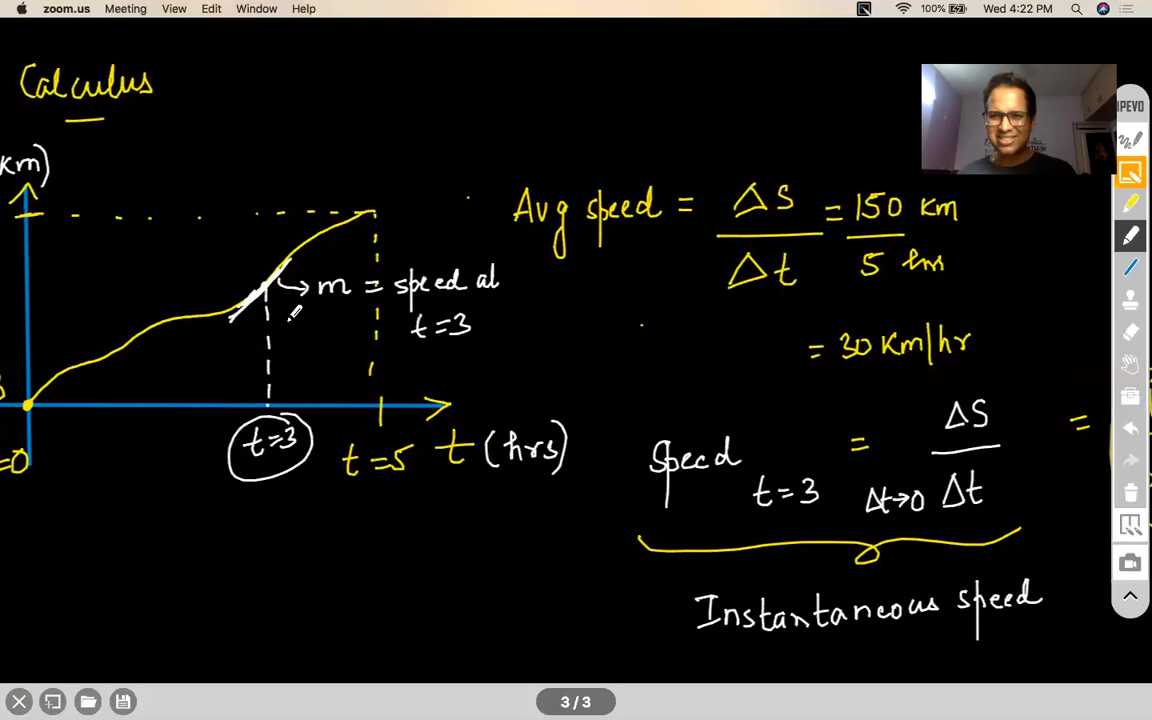 zoom.us Meeting View Edit Window Help
100% Wed 4:22 PM
Calculus
km)
IPEVO
Avg speed = ΔS/Δt = 150 km/5 hrs
m = speed at
t=3
= 30 Km/hr
t=3
t=5
t (hrs)
=0
Speed t=3 = Δt→0 ΔS/Δt =
Instantaneous speed
3 / 3